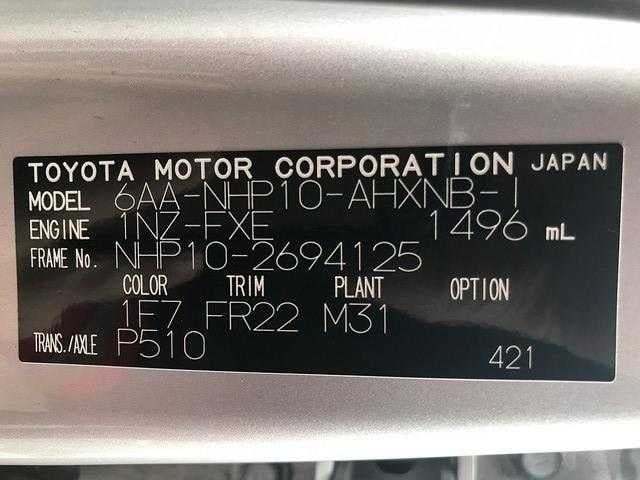 TOYOTA MOTOR CORPORATION JAPAN
MODEL 6AA-NHP10-AHXNB-I
ENGINE 1NZ-FXE 1496 mL
FRAME No. NHP10-2694125
COLOR TRIM PLANT OPTION
1F7 FR22 M31
TRANS./AXLE P510 421